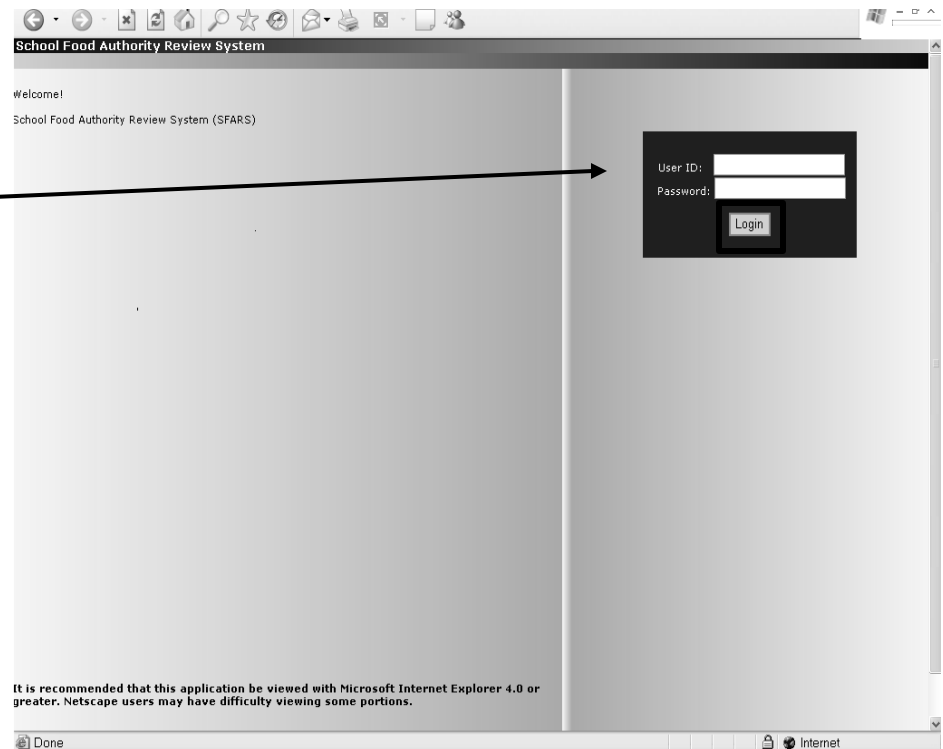 School Food Authority Review System
Welcome!
School Food Authority Review System (SFARS)
User ID:
Password:
Login
It is recommended that this application be viewed with Microsoft Internet Explorer 4.0 or
greater. Netscape users may have difficulty viewing some portions.
Done
Internet